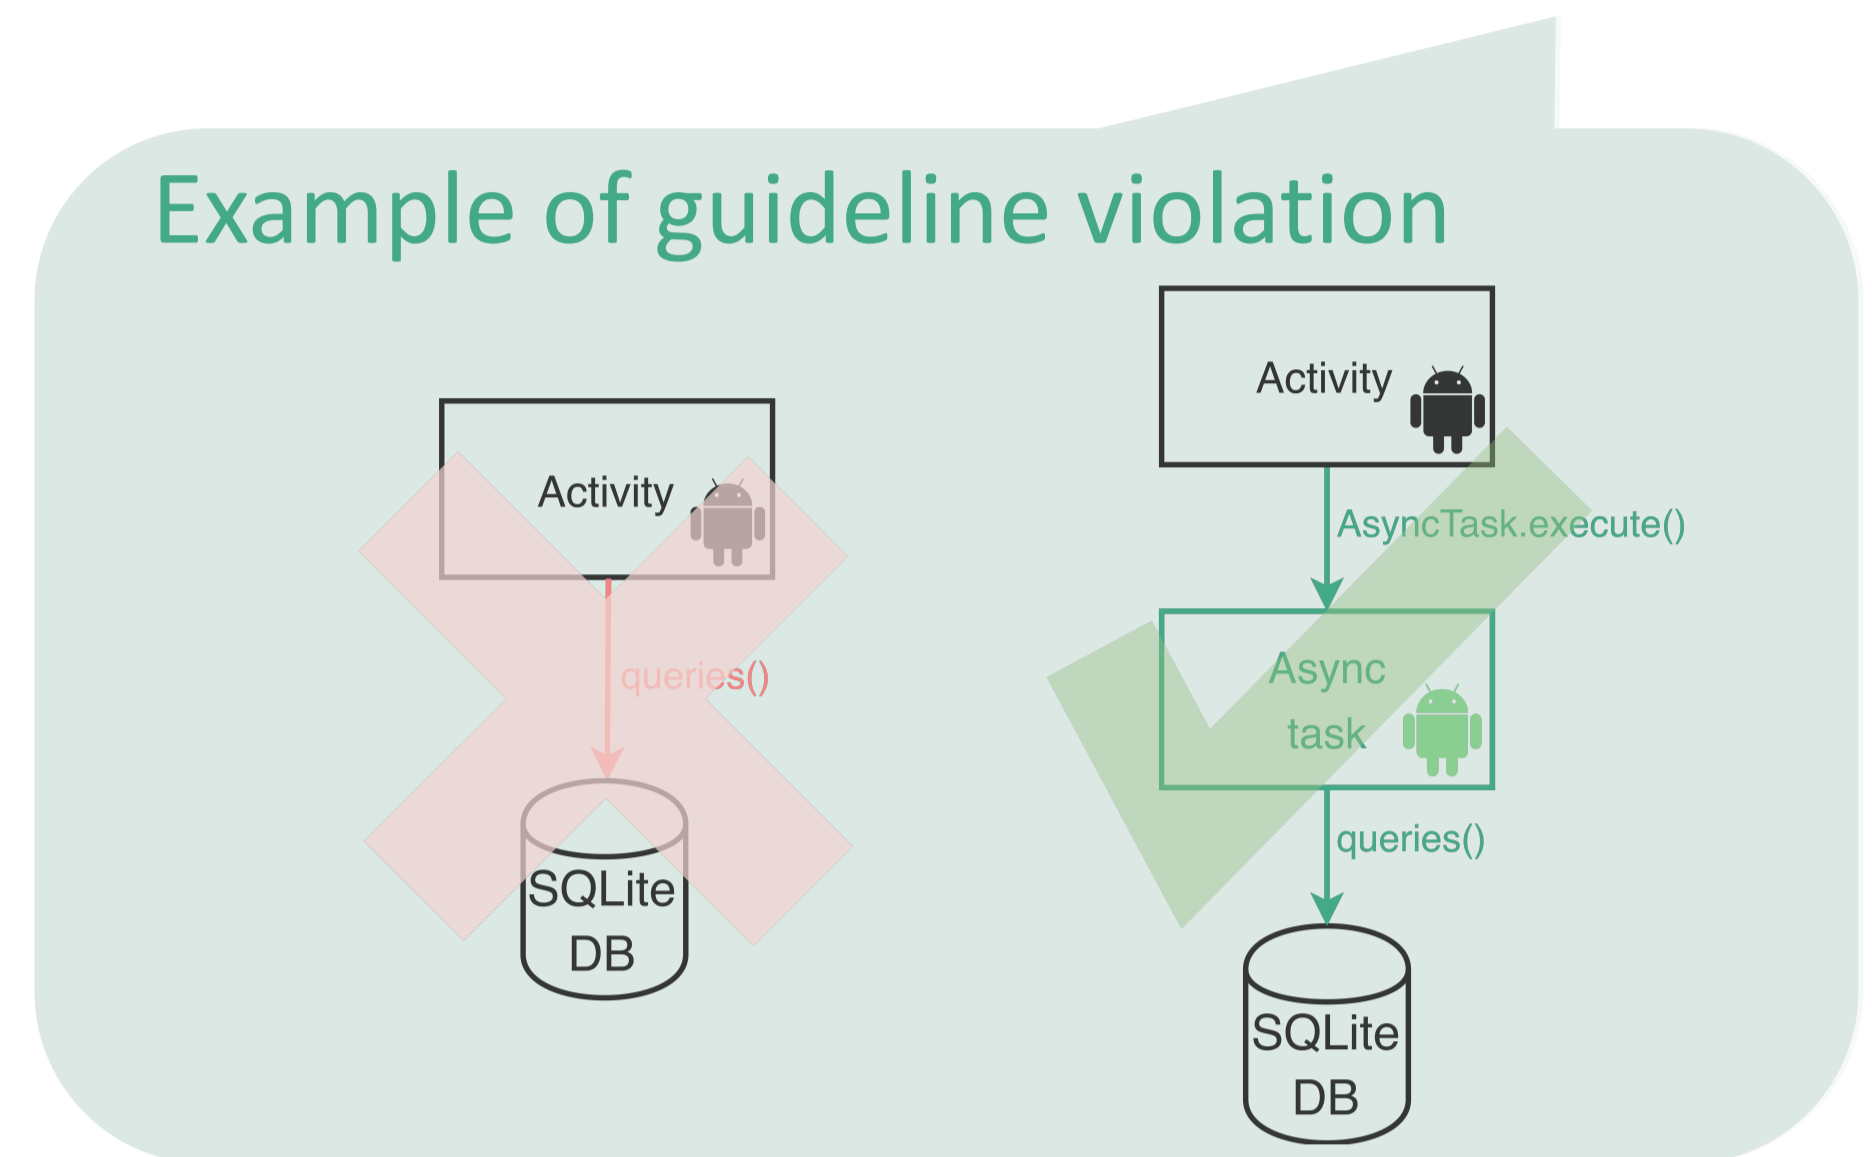 Example of guideline violation
Activity
queries()
SQLite
DB
Activity
AsyncTask.execute()
Async
task
queries()
SQLite
DB